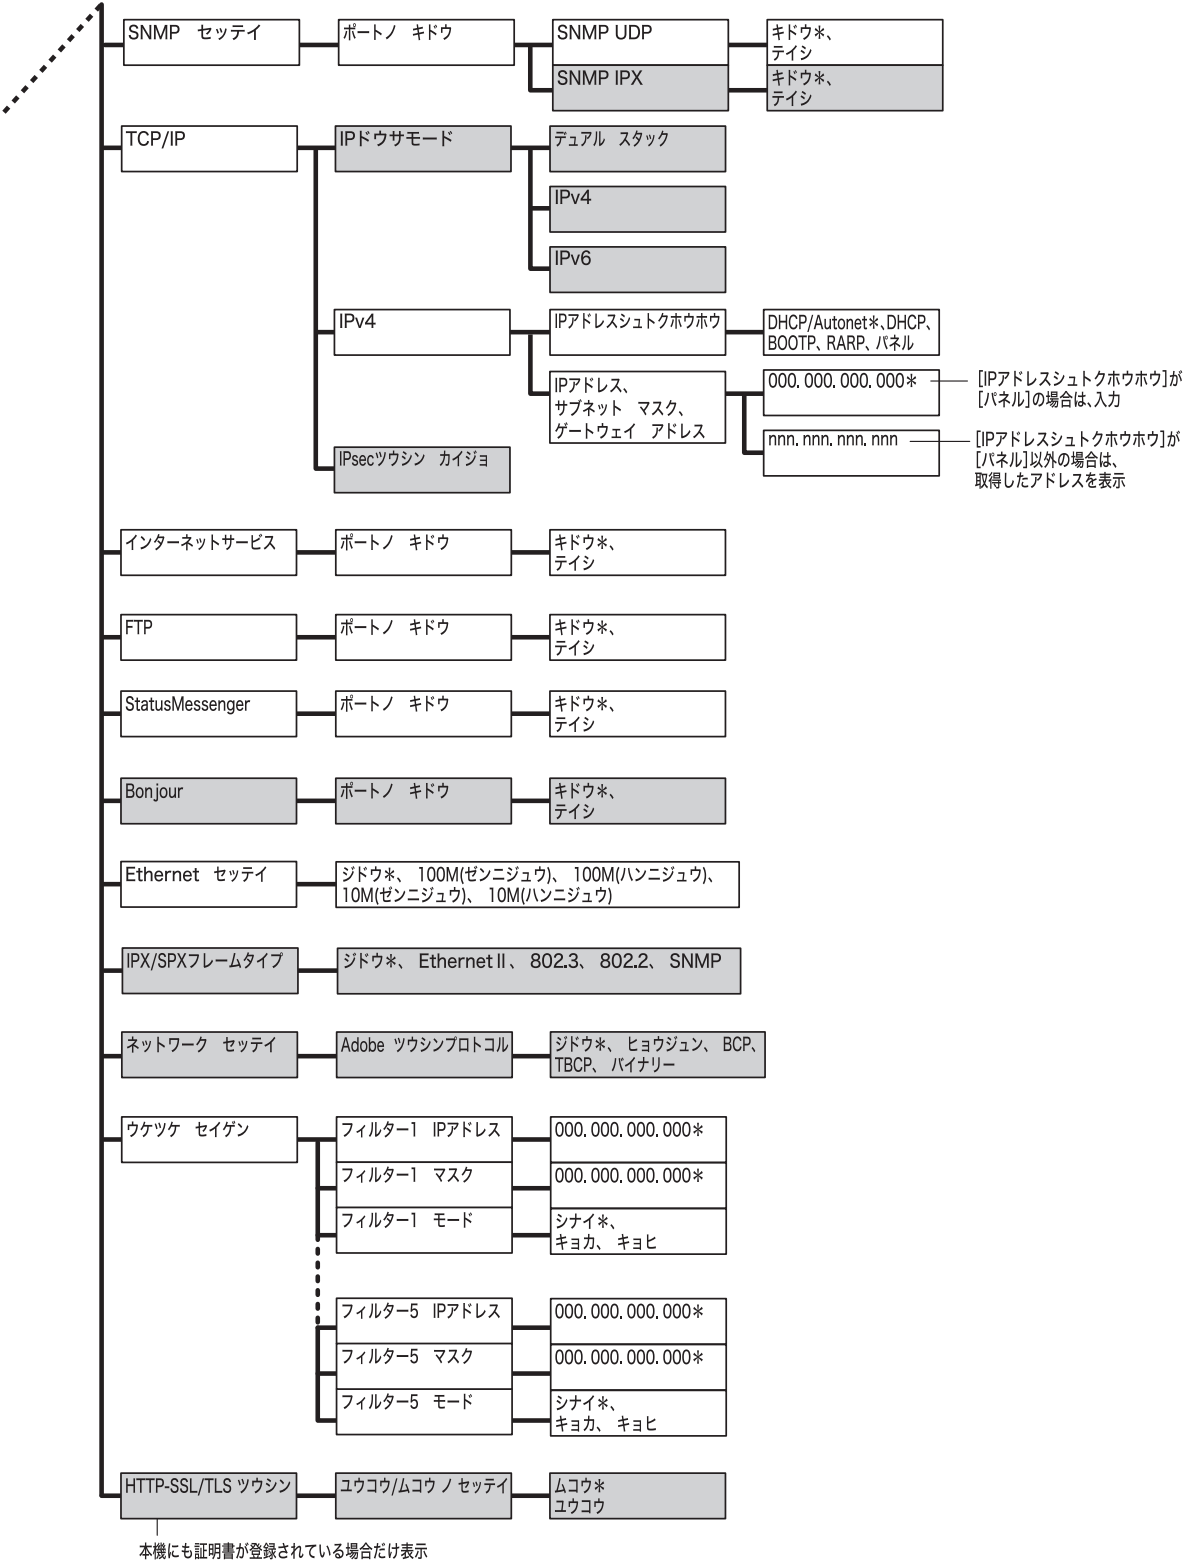 SNMP セッテイ
ポートノ キドウ
SNMP UDP
キドウ＊、
テイシ
SNMP IPX
キドウ＊、
テイシ
TCP/IP
IPドウサモード
デュアル スタック
IPv4
IPv6
IPv4
IPアドレスシュトクホウホウ
DHCP/Autonet＊、DHCP、
BOOTP、RARP、パネル
IPアドレス、
サブネット マスク、
ゲートウェイ アドレス
000.000.000.000＊
[IPアドレスシュトクホウホウ]が
[パネル]の場合は、入力
nnn.nnn.nnn.nnn
[IPアドレスシュトクホウホウ]が
[パネル]以外の場合は、
取得したアドレスを表示
IPsecツウシン カイジョ
インターネットサービス
ポートノ キドウ
キドウ＊、
テイシ
FTP
ポートノ キドウ
キドウ＊、
テイシ
StatusMessenger
ポートノ キドウ
キドウ＊、
テイシ
Bonjour
ポートノ キドウ
キドウ＊、
テイシ
Ethernet セッテイ
ジドウ＊、 100M(ゼンニジュウ)、 100M(ハンニジュウ)、
10M(ゼンニジュウ)、 10M(ハンニジュウ)
IPX/SPXフレームタイプ
ジドウ＊、 EthernetⅡ、 802.3、 802.2、 SNMP
ネットワーク セッテイ
Adobe ツウシンプロトコル
ジドウ＊、 ヒョウジュン、 BCP、
TBCP、 バイナリー
ウケツケ セイゲン
フィルター1 IPアドレス
000.000.000.000＊
フィルター1 マスク
000.000.000.000＊
フィルター1 モード
シナイ＊、
キョカ、 キョヒ
フィルター5 IPアドレス
000.000.000.000＊
フィルター5 マスク
000.000.000.000＊
フィルター5 モード
シナイ＊、
キョカ、 キョヒ
HTTP-SSL/TLS ツウシン
ユウコウ/ムコウ ノ セッテイ
ムコウ＊
ユウコウ
本機にも証明書が登録されている場合だけ表示